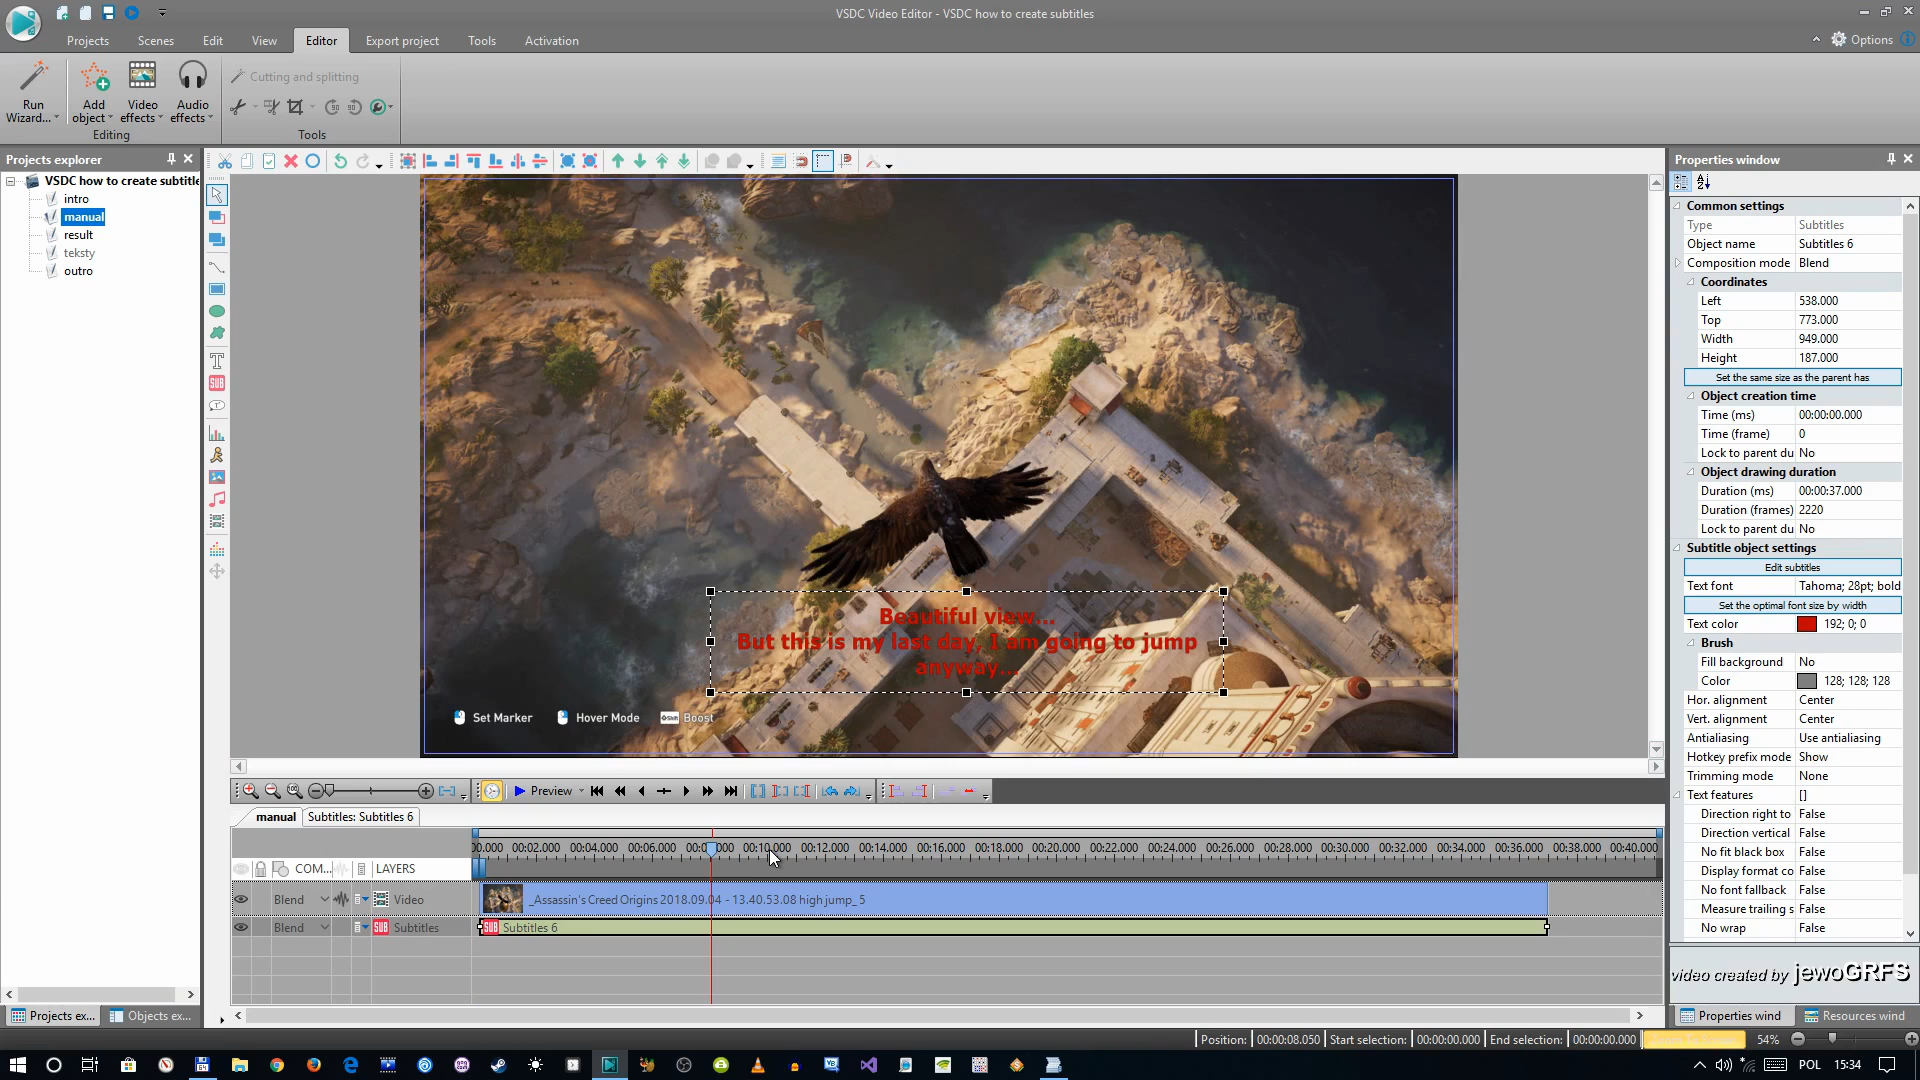 VSDC Video Editor - VSDC how to create subtitles
Projects
Scenes
Edit
View
Editor
Export project
Tools
Activation
Options
Run
Wizard...
Add
object
Video
effects
Audio
effects
Editing
Cutting and splitting
Tools
Projects explorer
VSDC how to create subtitle
intro
manual
result
teksty
outro
Beautiful view...
But this is my last day, I am going to jump
anyway...
Set Marker
Hover Mode
Shift
Boost
Properties window
Common settings
Type Subtitles
Object name Subtitles 6
Composition mode Blend
Coordinates
Left 538.000
Top 773.000
Width 949.000
Height 187.000
Set the same size as the parent has
Object creation time
Time (ms) 00:00:00.000
Time (frame) 0
Lock to parent du No
Object drawing duration
Duration (ms) 00:00:37.000
Duration (frames) 2220
Lock to parent du No
Subtitle object settings
Edit subtitles
Text font Tahoma; 28pt; bold
Set the optimal font size by width
Text color 192; 0; 0
Brush
Fill background No
Color 128; 128; 128
Hor. alignment Center
Vert. alignment Center
Antialiasing Use antialiasing
Hotkey prefix mode Show
Trimming mode None
Text features []
Direction right to False
Direction vertical False
No fit black box False
Display format co False
No font fallback False
Measure trailing s False
No wrap False
video created by jewoGRFS
Properties wind
Resources wind
Preview
manual
Subtitles: Subtitles 6
00:02.000 00:04.000 00:06.000 00:10.000 00:12.000 00:14.000 00:16.000 00:18.000 00:20.000 00:22.000 00:24.000 00:26.000 00:28.000 00:30.000 00:32.000 00:34.000 00:36.000 00:38.000 00:40.000
COM...
LAYERS
Blend
Video
_Assassin's Creed Origins 2018.09.04 - 13.40.53.08 high jump_5
Blend
SUB
Subtitles
SUB
Subtitles 6
Projects ex...
Objects ex...
Position: 00:00:08.050 Start selection: 00:00:00.000 End selection: 00:00:00.000
54%
POL
15:34